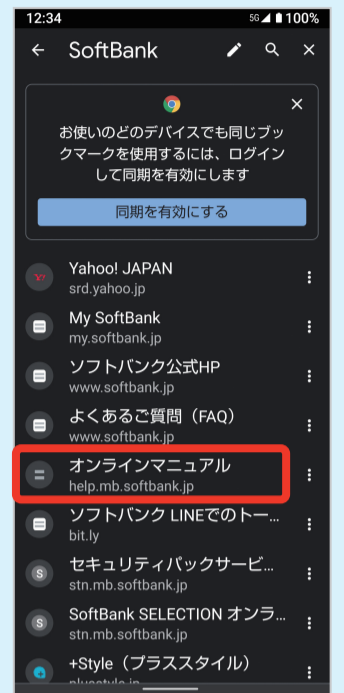 12:34
5G
100%
SoftBank
お使いのどのデバイスでも同じブッ
クマークを使用するには、ログイン
して同期を有効にします
同期を有効にする
Yahoo! JAPAN
srd.yahoo.jp
My SoftBank
my.softbank.jp
ソフトバンク公式HP
www.softbank.jp
よくあるご質問（FAQ）
www.softbank.jp
オンラインマニュアル
help.mb.softbank.jp
ソフトバンク LINEでのトー...
bit.ly
S
セキュリティパックサービ...
stn.mb.softbank.jp
S
SoftBank SELECTION オンラ...
stn.mb.softbank.jp
+Style（プラススタイル）